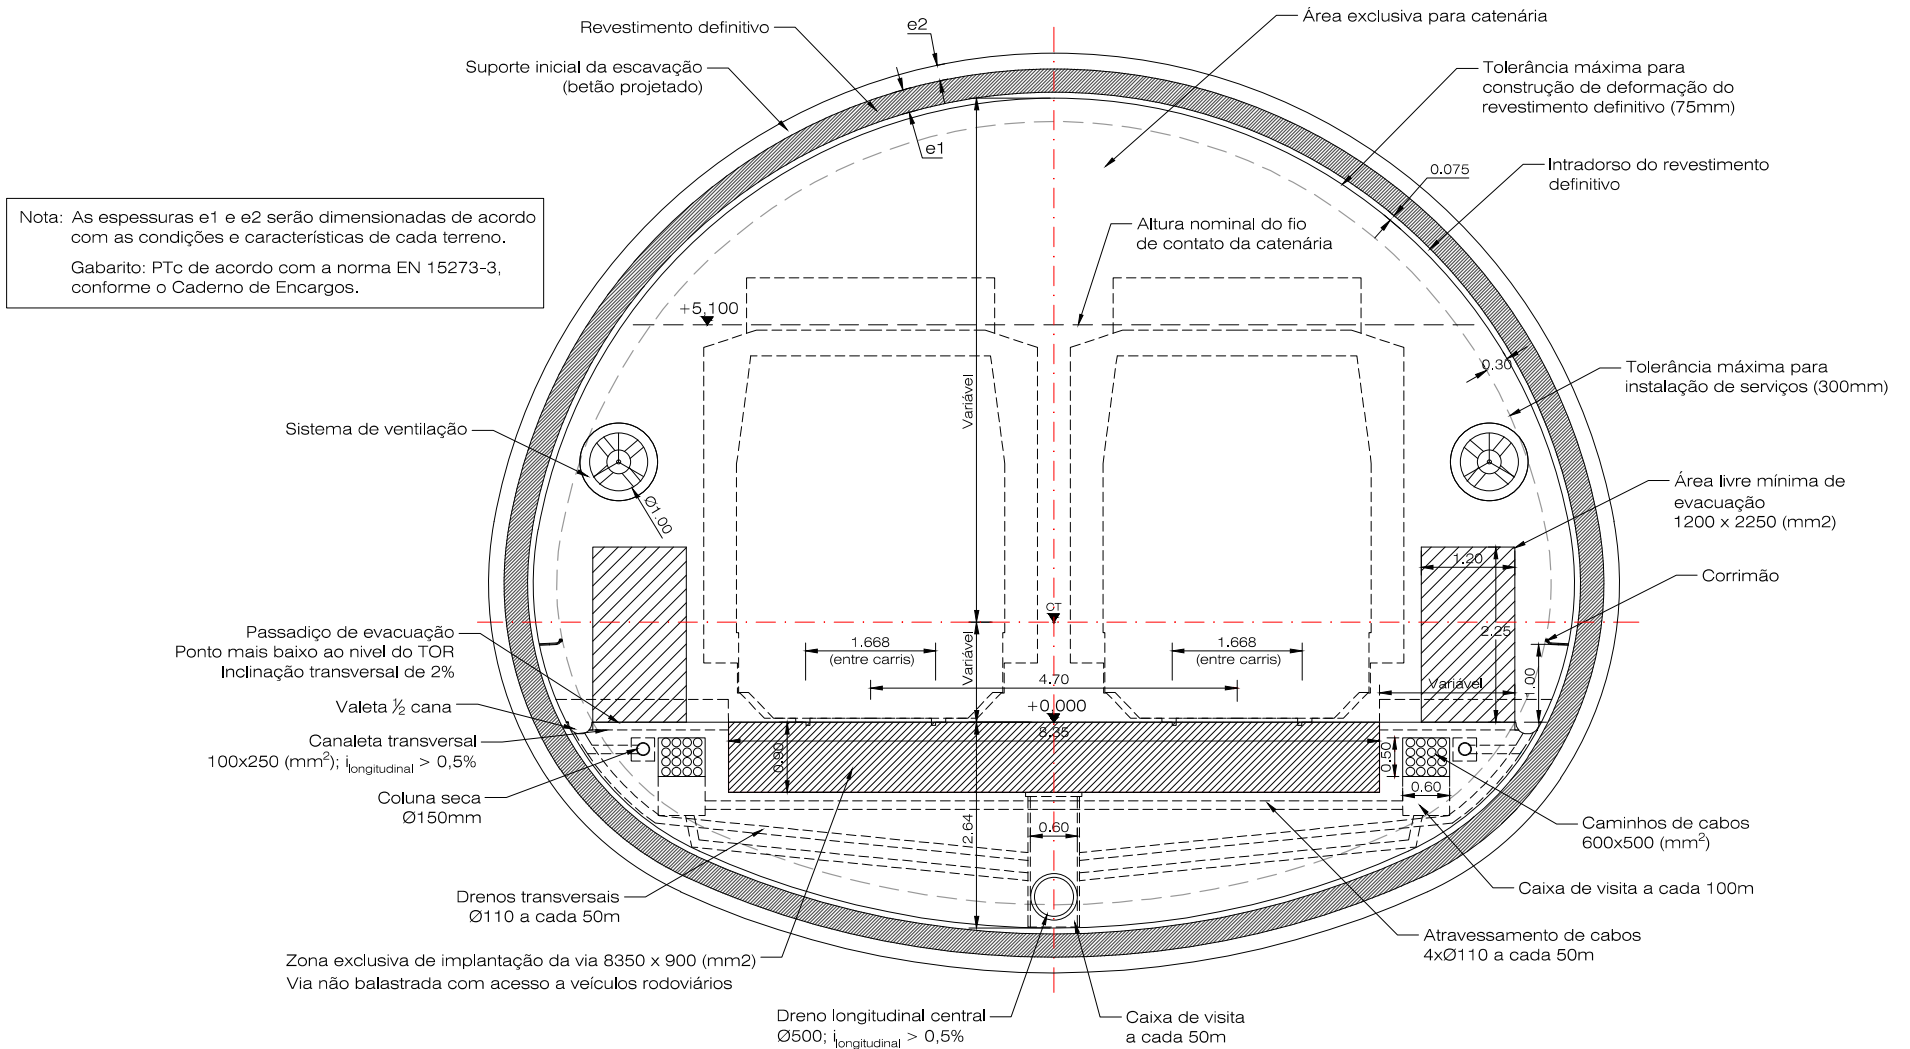 Revestimento definitivo
e2
Área exclusiva para catenária
Suporte inicial da escavação
(betão projetado)
Tolerância máxima para
construção de deformação do
revestimento definitivo (75mm)
e1
0.075
Intradorso do revestimento
definitivo
Nota: As espessuras e1 e e2 serão dimensionadas de acordo
com as condições e características de cada terreno.
Gabarito: PTc de acordo com a norma EN 15273-3,
conforme o Caderno de Encargos.
Altura nominal do fio
de contato da catenária
+5,100
0.30
Tolerância máxima para
instalação de serviços (300mm)
Variável
Sistema de ventilação
Ø1.00
Área livre mínima de
evacuação
1200 x 2250 (mm2)
1.20
Corrimão
CT
2.25
Passadiço de evacuação
Ponto mais baixo ao nivel do TOR
Inclinação transversal de 2%
1.668
(entre carris)
1.668
(entre carris)
Variável
4.70
Variável
1.00
Valeta ½ cana
+0,000
8.35
Canaleta transversal
100x250 (mm²); i longitudinal > 0,5%
0.90
0.50
Coluna seca
Ø150mm
0.60
2.64
0.60
Caminhos de cabos
600x500 (mm²)
Drenos transversais
Ø110 a cada 50m
Caixa de visita a cada 100m
Atravessamento de cabos
4xØ110 a cada 50m
Zona exclusiva de implantação da via 8350 x 900 (mm2)
Via não balastrada com acesso a veículos rodoviários
Dreno longitudinal central
Ø500; i longitudinal > 0,5%
Caixa de visita
a cada 50m